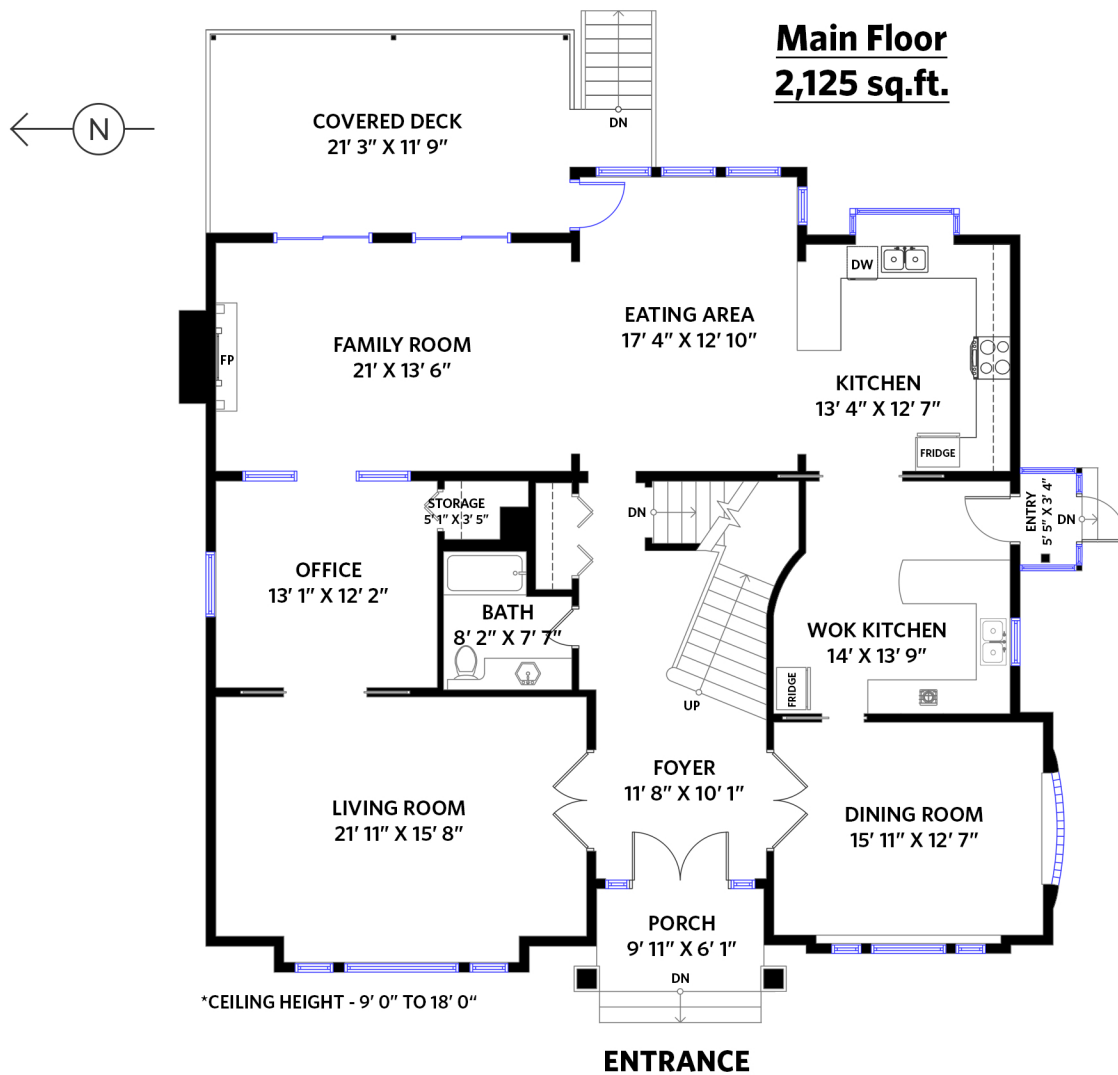 Main Floor
2,125 sq.ft.
N
COVERED DECK
21′ 3″ X 11′ 9″
DN
DW
FP
FAMILY ROOM
21′ X 13′ 6″
EATING AREA
17′ 4″ X 12′ 10″
KITCHEN
13′ 4″ X 12′ 7″
FRIDGE
STORAGE
5′ 1″ X 3′ 5″
DN
ENTRY
5′ 5″ X 3′ 4″
DN
OFFICE
13′ 1″ X 12′ 2″
BATH
8′ 2″ X 7′ 7″
WOK KITCHEN
14′ X 13′ 9″
FRIDGE
UP
FOYER
11′ 8″ X 10′ 1″
LIVING ROOM
21′ 11″ X 15′ 8″
DINING ROOM
15′ 11″ X 12′ 7″
PORCH
9′ 11″ X 6′ 1″
DN
*CEILING HEIGHT - 9′ 0″ TO 18′ 0“
ENTRANCE